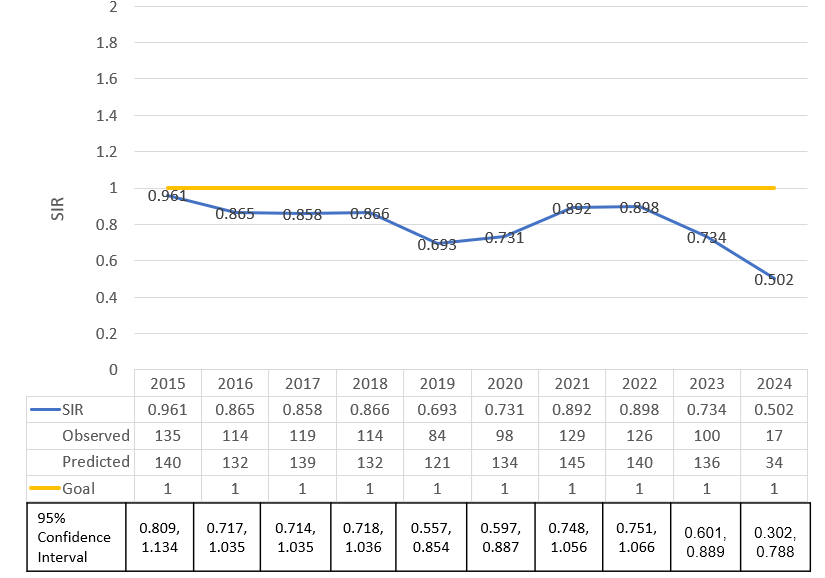 2
1.8
1.6
1.4
1.2
1
0.8
0.6
0.4
0.2
0
SIR
0.961
0.865
0.858
0.866
0.693
0.731
0.892
0.898
0.734
0.502
2015 2016 2017 2018 2019 2020 2021 2022 2023 2024
SIR 0.961 0.865 0.858 0.866 0.693 0.731 0.892 0.898 0.734 0.502
Observed 135 114 119 114 84 98 129 126 100 17
Predicted 140 132 139 132 121 134 145 140 136 34
Goal 1 1 1 1 1 1 1 1 1 1
95%
Confidence
Interval
0.809, 0.717, 0.714, 0.718, 0.557, 0.597, 0.748, 0.751, 0.601, 0.302,
1.134 1.035 1.035 1.036 0.854 0.887 1.056 1.066 0.889 0.788